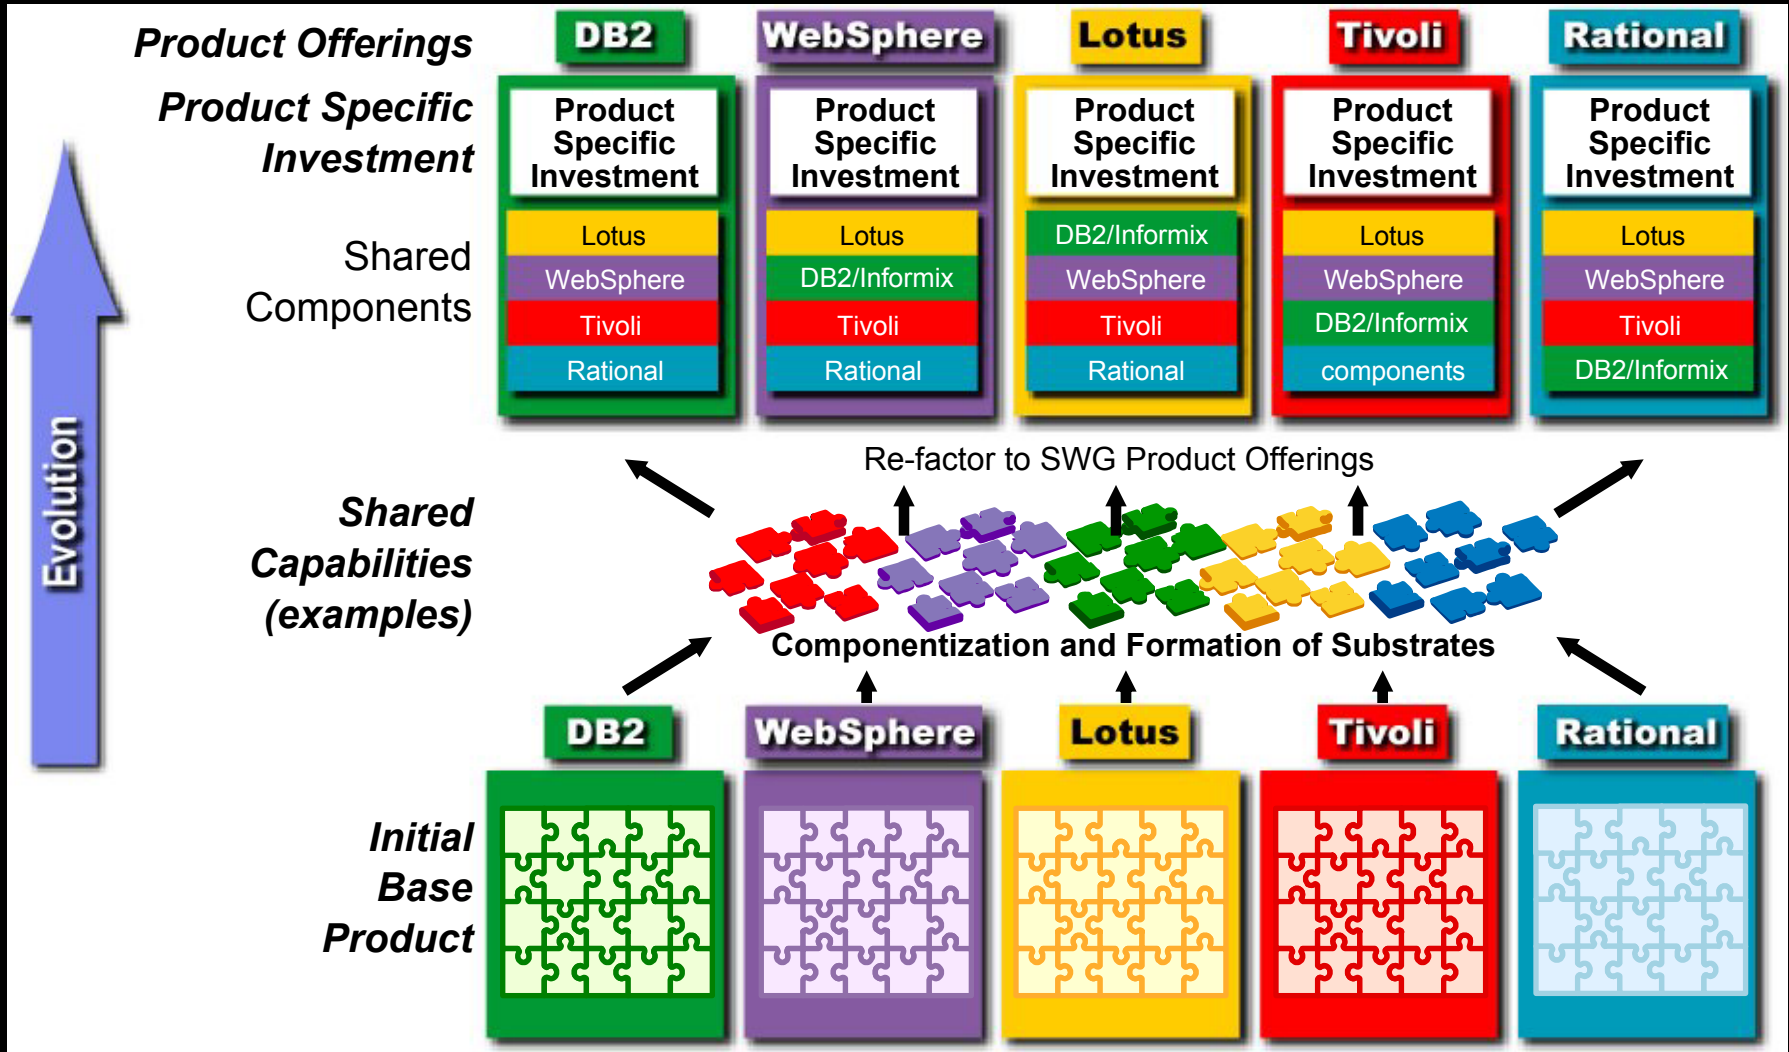 Product Offerings
DB2
WebSphere
Lotus
Tivoli
Rational
Product Specific
Investment
Product
Specific
Investment
Product
Specific
Investment
Product
Specific
Investment
Product
Specific
Investment
Product
Specific
Investment
Shared
Components
Lotus
WebSphere
Tivoli
Rational
Lotus
DB2/Informix
Tivoli
Rational
DB2/Informix
WebSphere
Tivoli
Rational
Lotus
WebSphere
DB2/Informix
components
Lotus
WebSphere
Tivoli
DB2/Informix
Evolution
Re-factor to SWG Product Offerings
Shared
Capabilities
(examples)
Componentization and Formation of Substrates
DB2
WebSphere
Lotus
Tivoli
Rational
Initial
Base
Product